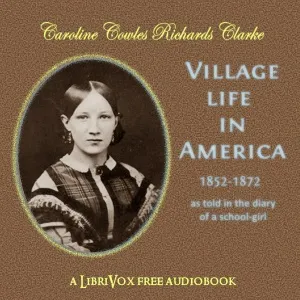 Caroline Cowles Richards Clarke
VILLAGE
LIFE
IN
AMERICA
1852-1872
as told in the diary
of a school-girl
A LIBRIVOX FREE AUDIOBOOK